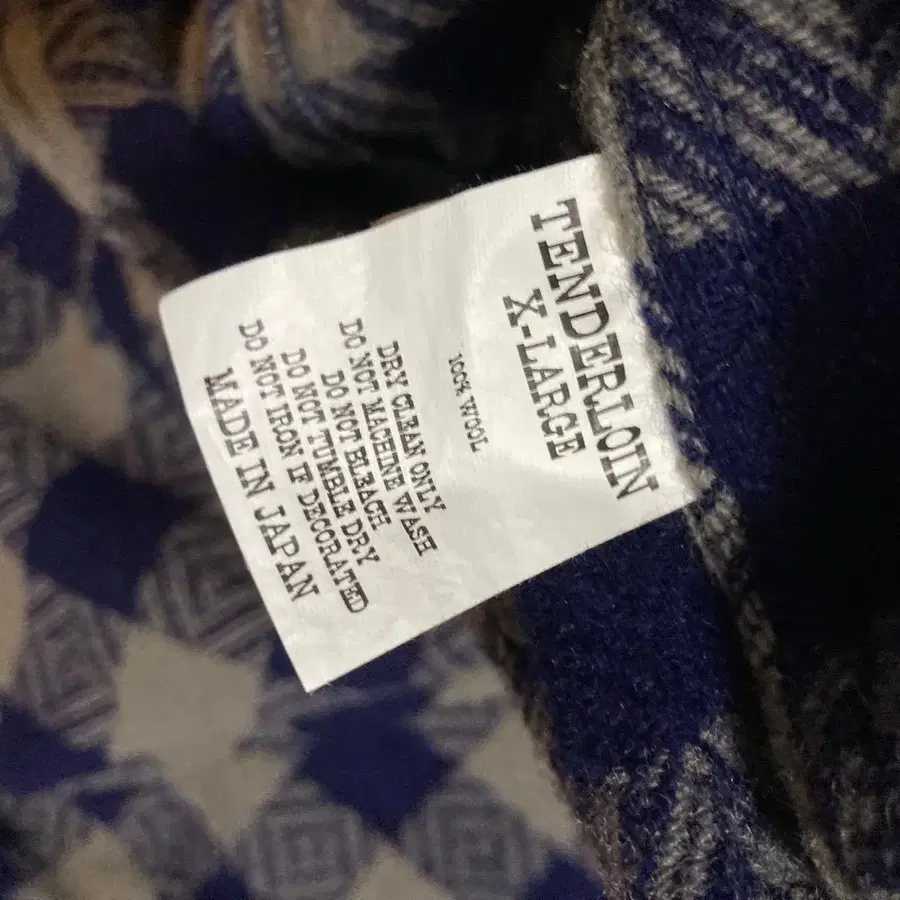 TENDERLOIN
X-LARGE
100% WOOL
DRY CLEAN ONLY
DO NOT MACHINE WASH
DO NOT BLEACH
DO NOT TUMBLE DRY
DO NOT IRON IF DECORATED
MADE IN JAPAN